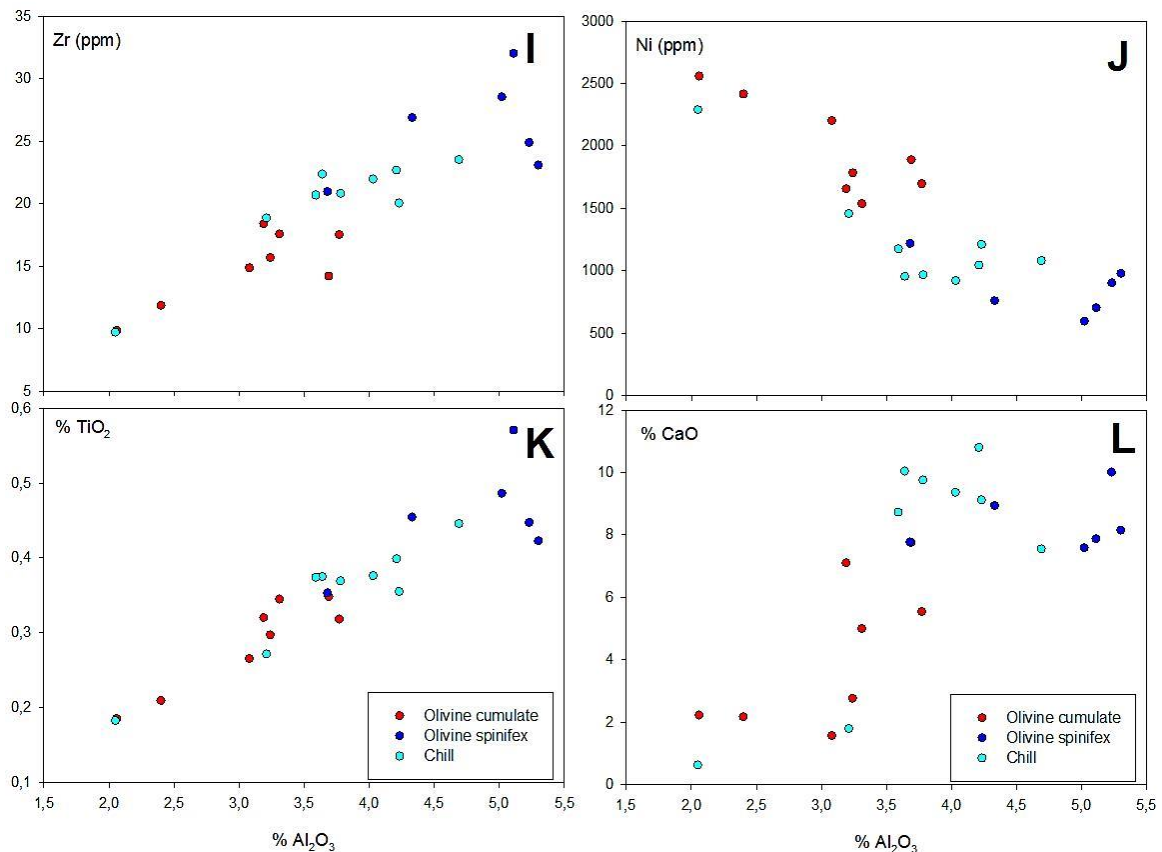 35
30
25
20
15
10
5
Zr (ppm)
I
3000
2500
2000
1500
1000
500
0
Ni (ppm)
J
0,6
0,5
0,4
0,3
0,2
0,1
% TiO₂
K
Olivine cumulate
Olivine spinifex
Chill
1,5 2,0 2,5 3,0 3,5 4,0 4,5 5,0 5,5
% Al₂O₃
12
10
8
6
4
2
0
% CaO
L
Olivine cumulate
Olivine spinifex
Chill
1,5 2,0 2,5 3,0 3,5 4,0 4,5 5,0 5,5
% Al₂O₃